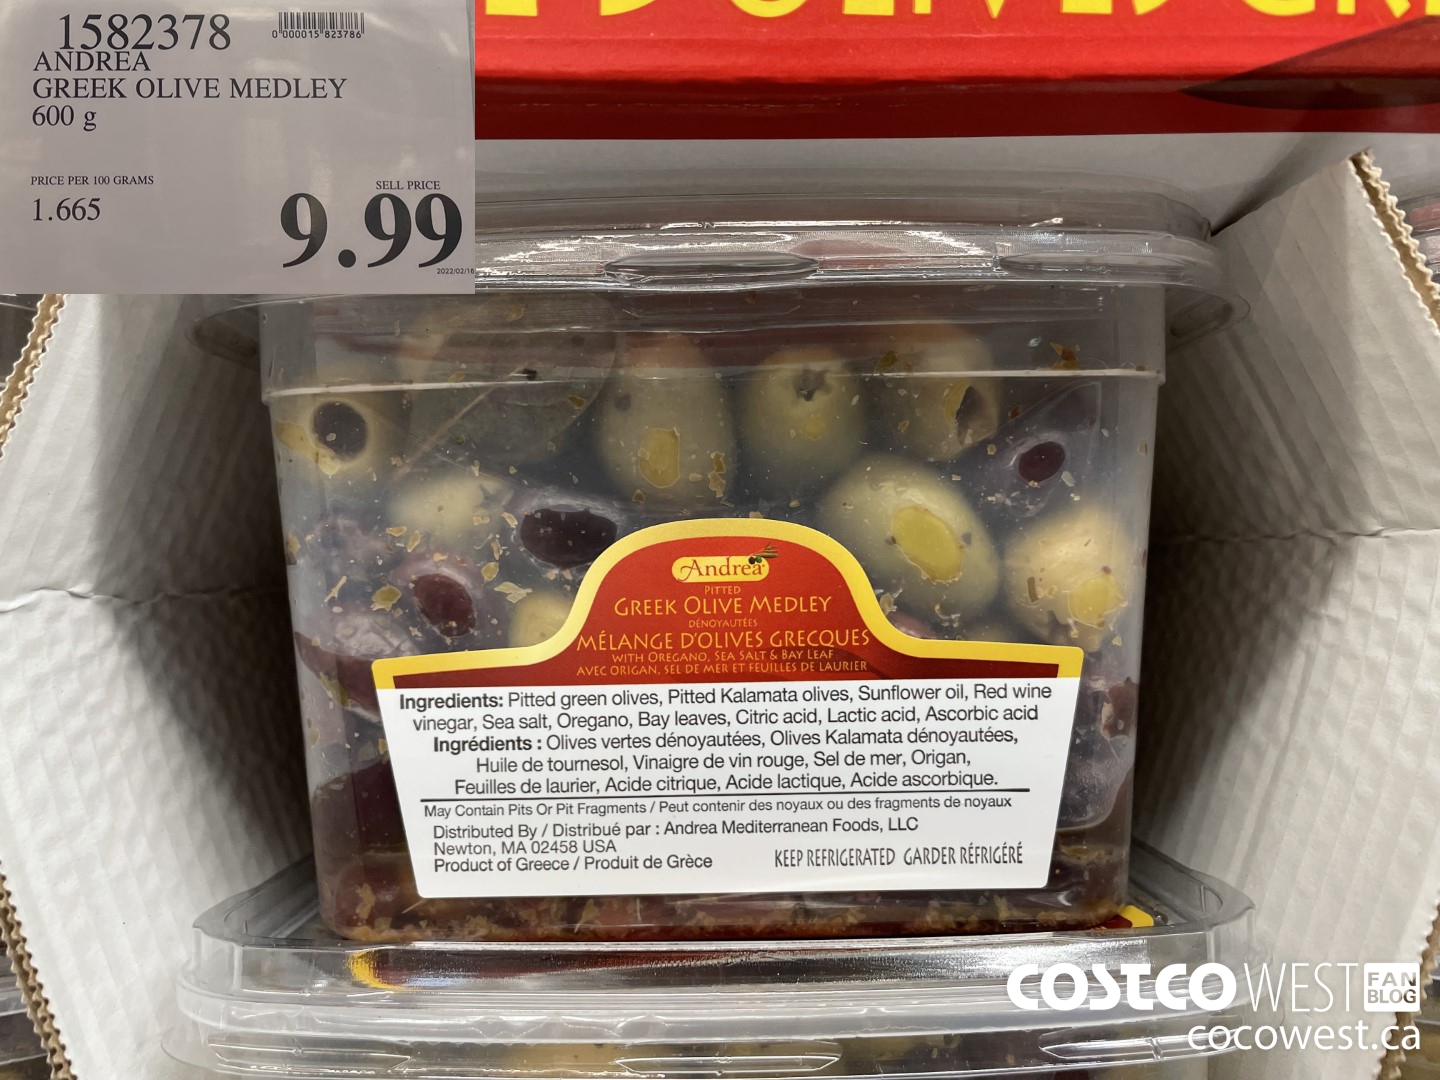 1582378
0"000015"823786"
ANDREA
GREEK OLIVE MEDLEY
600 g
PRICE PER 100 GRAMS
1.665
SELL PRICE
9.99
2022/02/16
Andrea
PITTED
GREEK OLIVE MEDLEY
DÉNOYAUTÉES
MÉLANGE D'OLIVES GRECQUES
WITH OREGANO, SEA SALT & BAY LEAF
AVEC ORIGAN, SEL DE MER ET FEUILLES DE LAURIER
Ingredients: Pitted green olives, Pitted Kalamata olives, Sunflower oil, Red wine
vinegar, Sea salt, Oregano, Bay leaves, Citric acid, Lactic acid, Ascorbic acid
Ingrédients : Olives vertes dénoyautées, Olives Kalamata dénoyautées,
Huile de tournesol, Vinaigre de vin rouge, Sel de mer, Origan,
Feuilles de laurier, Acide citrique, Acide lactique, Acide ascorbique.
May Contain Pits Or Pit Fragments / Peut contenir des noyaux ou des fragments de noyaux
Distributed By / Distribué par : Andrea Mediterranean Foods, LLC
Newton, MA 02458 USA
Product of Greece / Produit de Grèce
KEEP REFRIGERATED GARDER RÉFRIGÉRÉ
COSTCO WEST FAN BLOG
cocowest.ca